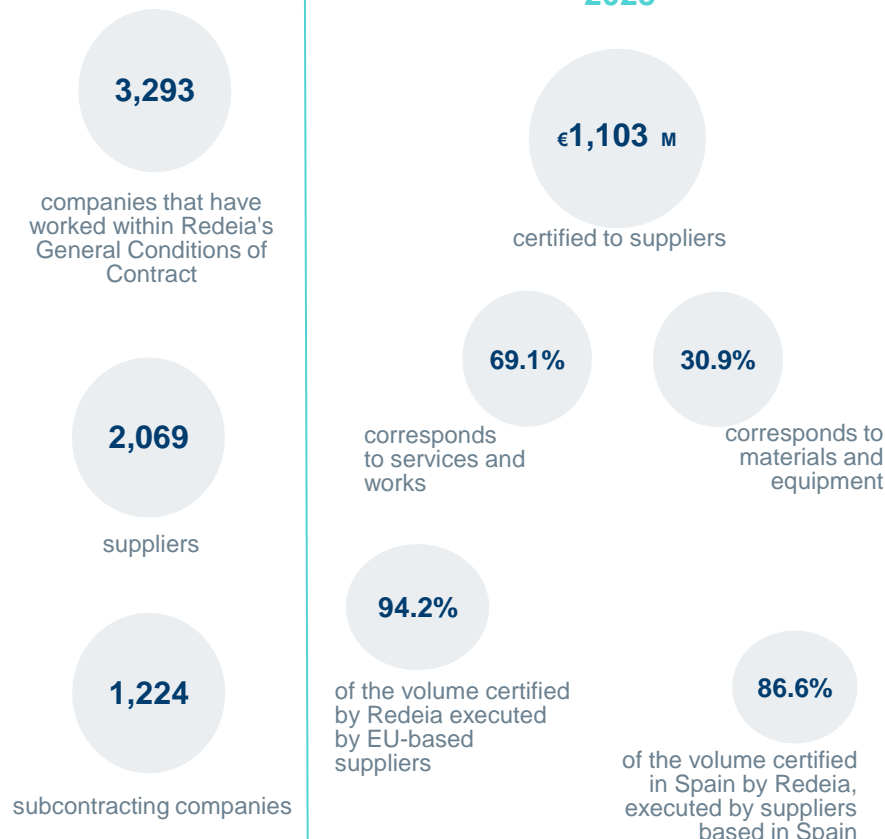 3,293
companies that have
worked within Redeia's
General Conditions of
Contract
2,069
suppliers
1,224
subcontracting companies
€1,103 M
certified to suppliers
69.1%
corresponds
to services and
works
30.9%
corresponds to
materials and
equipment
94.2%
of the volume certified
by Redeia executed
by EU-based
suppliers
86.6%
of the volume certified
in Spain by Redeia,
executed by suppliers
based in Spain